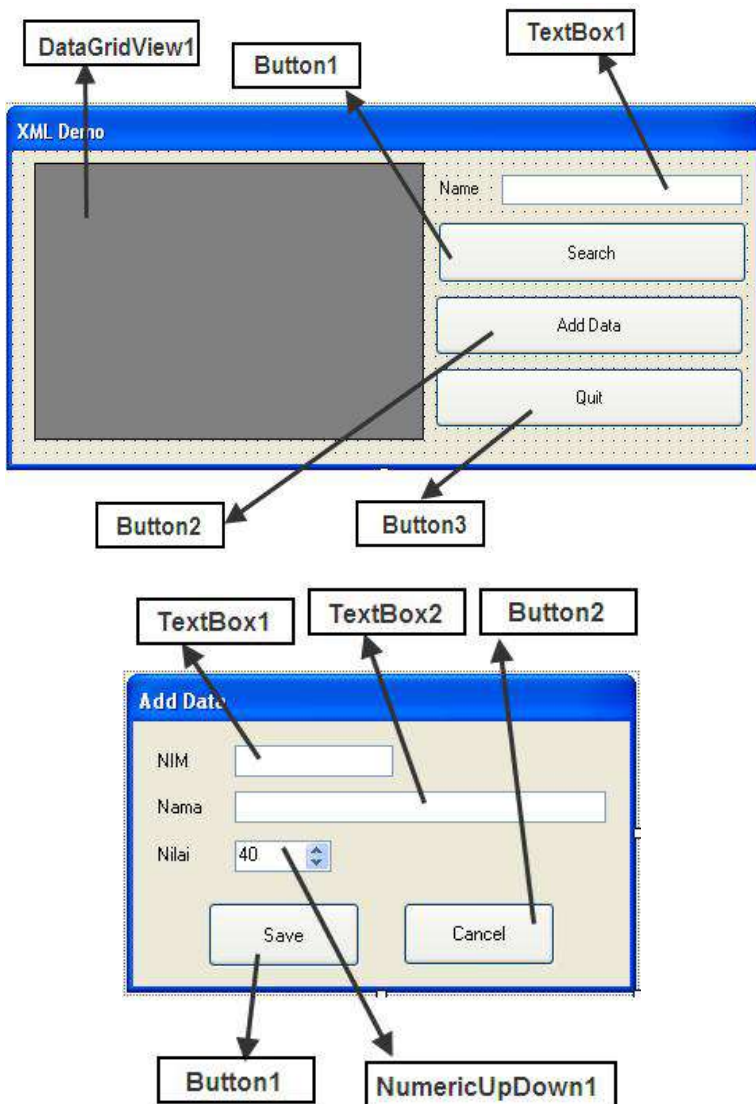 DataGridView1
TextBox1
Button1
XML Demo
Name
Search
Add Data
Quit
Button2
Button3
TextBox1
TextBox2
Button2
Add Data
NIM
Nama
Nilai
40
Save
Cancel
Button1
NumericUpDown1